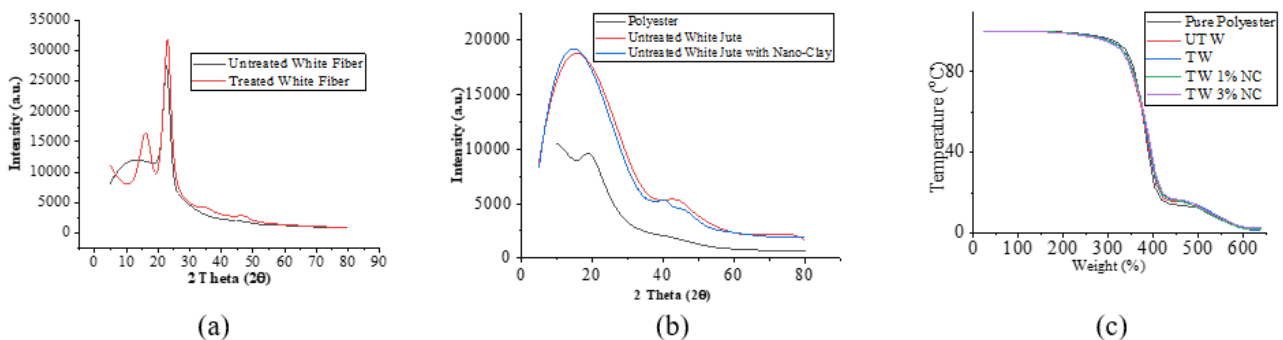 35000
30000
25000
20000
15000
10000
5000
0
Intensity (a.u.)
Untreated White Fiber
Treated White Fiber
0 10 20 30 40 50 60 70 80 90
2 Theta (2θ)
(a)
20000
15000
10000
5000
0
Intensity (a.u.)
Polyester
Untreated White Jute
Untreated White Jute with Nano-Clay
0 20 40 60 80
2 Theta (2θ)
(b)
80
40
0
Temperature (°C)
Pure Polyester
UT W
TW
TW 1% NC
TW 3% NC
0 100 200 300 400 500 600
Weight (%)
(c)